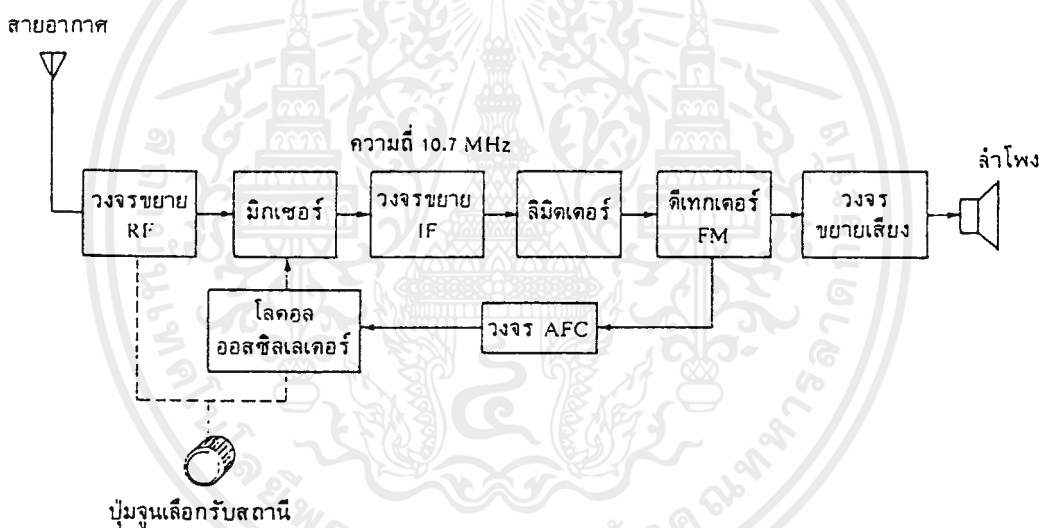 สายอากาศ
ความถี่ 10.7 MHz
ลำโพง
วงจรขยาย
RF
มิกเซอร์
วงจรขยาย
IF
ลิมิตเตอร์
ดีเทกเตอร์
FM
วงจร
ขยายเสียง
โลคอล
ออสซิลเลเตอร์
วงจร AFC
ปุ่มจูนเลือกรับสถานี